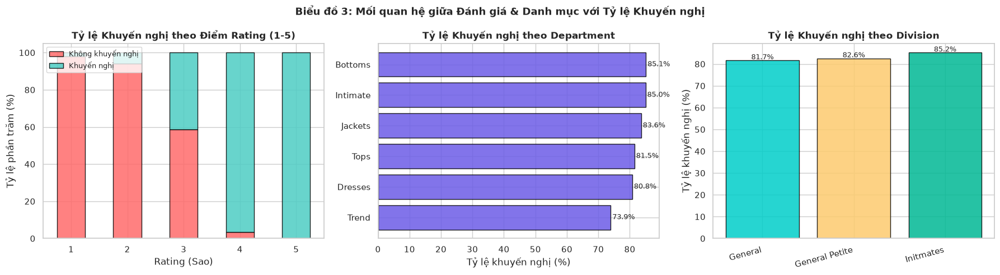 Biểu đồ 3: Mối quan hệ giữa Đánh giá & Danh mục với Tỷ lệ Khuyến nghị
Tỷ lệ Khuyến nghị theo Điểm Rating (1-5)
Không khuyến nghị
Khuyến nghị
Tỷ lệ phần trăm (%)
100
80
60
40
20
0
1 2 3 4 5
Rating (Sao)
Tỷ lệ Khuyến nghị theo Department
Bottoms 85.1%
Intimate 85.0%
Jackets 83.6%
Tops 81.5%
Dresses 80.8%
Trend 73.9%
0 10 20 30 40 50 60 70 80
Tỷ lệ khuyến nghị (%)
Tỷ lệ Khuyến nghị theo Division
Tỷ lệ khuyến nghị (%)
81.7% 82.6% 85.2%
80
70
60
50
40
30
20
10
0
General General Petite Initmates